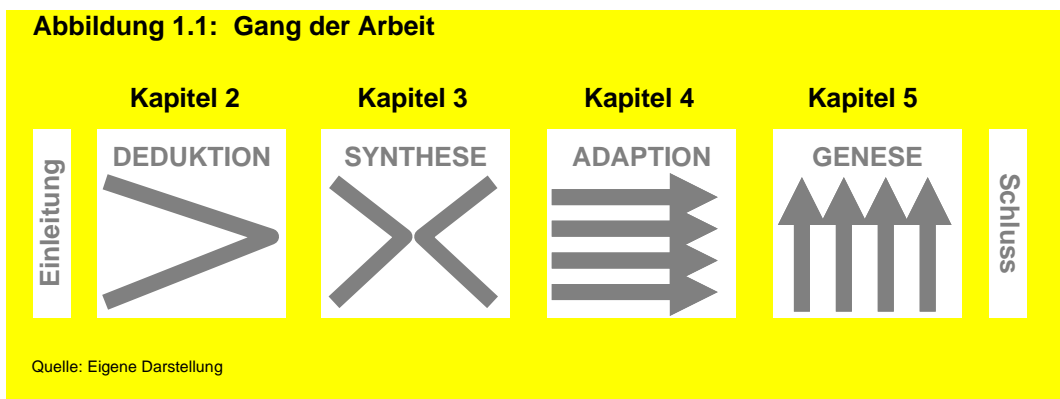 Abbildung 1.1: Gang der Arbeit
Kapitel 2 Kapitel 3 Kapitel 4 Kapitel 5
Einleitung
DEDUKTION SYNTHESE ADAPTION GENESE
Schluss
Quelle: Eigene Darstellung